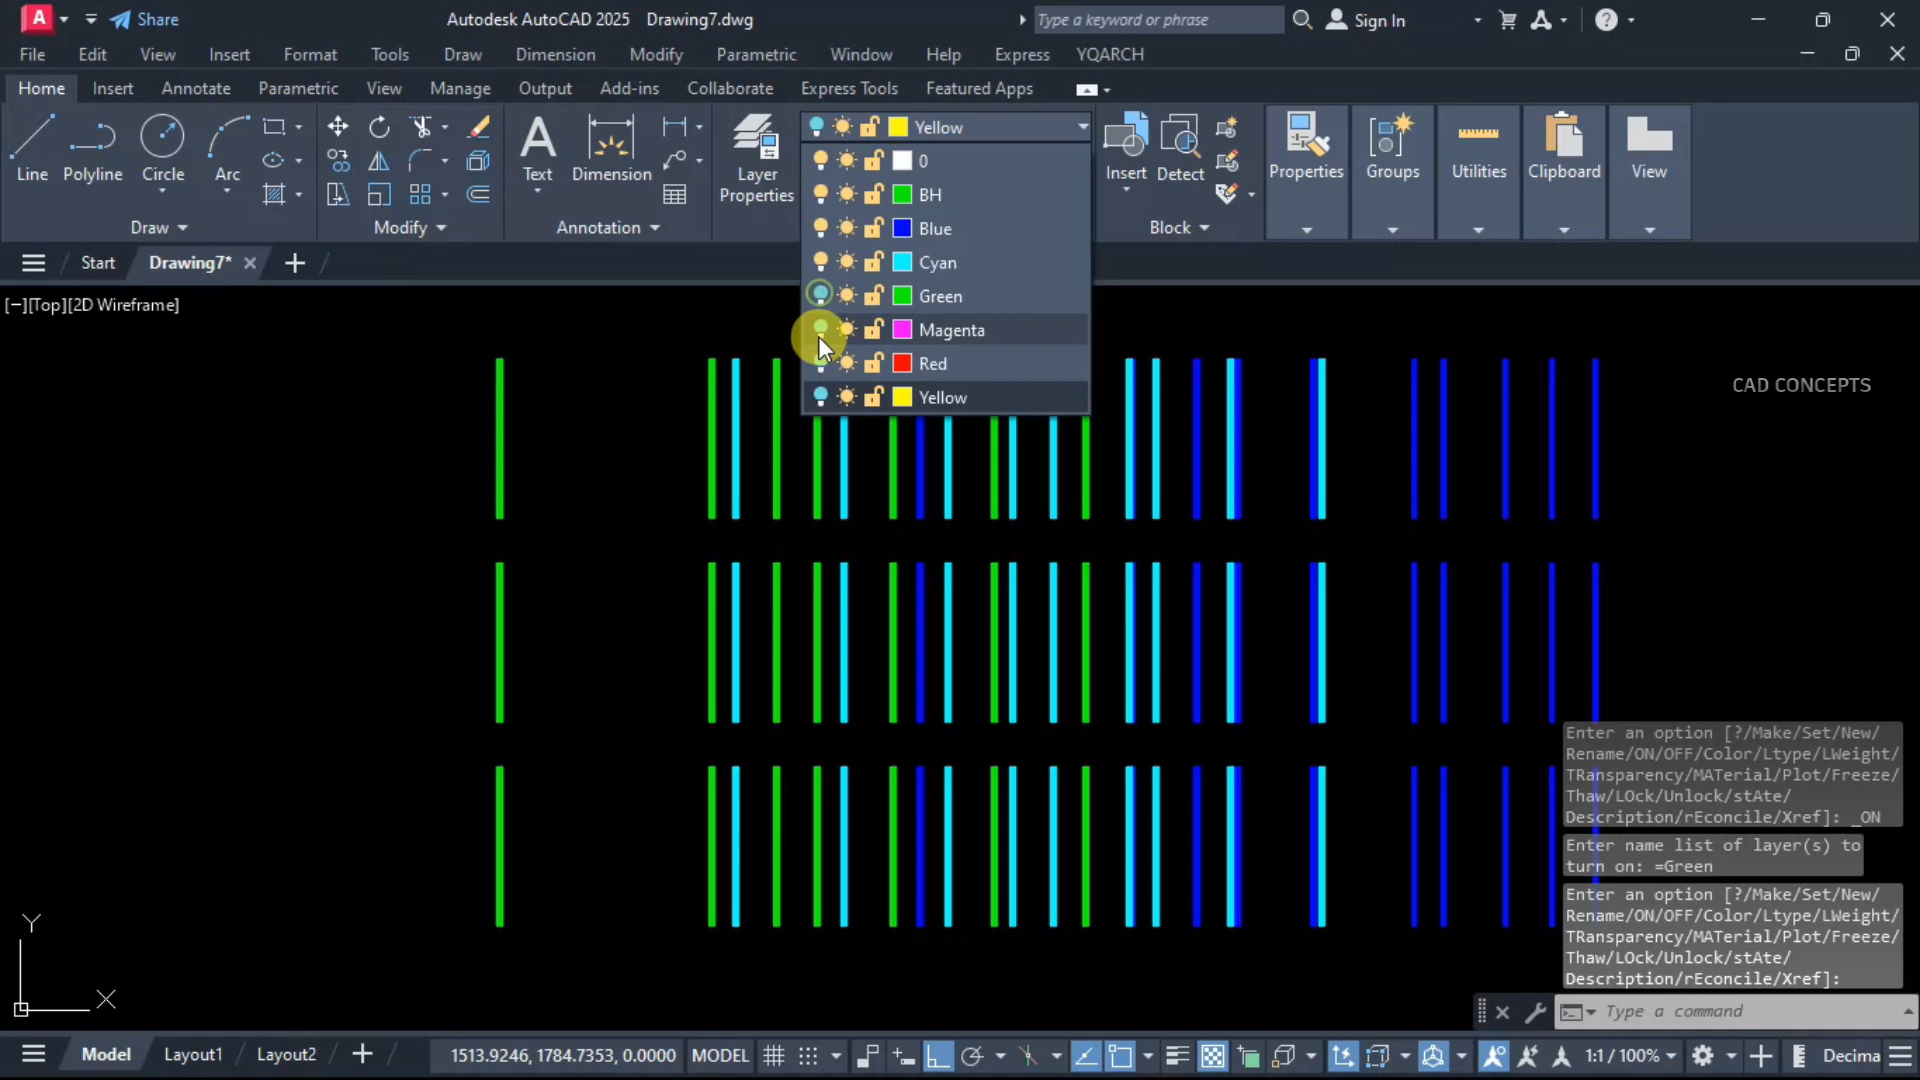 Share
Autodesk AutoCAD 2025 Drawing7.dwg
Type a keyword or phrase
Sign In
File Edit View Insert Format Tools Draw Dimension Modify Parametric Window Help Express YQARCH
Home Insert Annotate Parametric View Manage Output Add-ins Collaborate Express Tools Featured Apps
Line Polyline Circle Arc
Text Dimension
Layer
Properties
Yellow
0
BH
Blue
Cyan
Green
Magenta
Red
Yellow
Insert Detect
Properties Groups Utilities Clipboard View
Draw Modify Annotation Block
Start Drawing7*
[−][Top][2D Wireframe]
CAD CONCEPTS
Enter an option [?/Make/Set/New/
Rename/ON/OFF/Color/Ltype/LWeight/
TRansparency/MATerial/Plot/Freeze/
Thaw/LOck/Unlock/stAte/
Description/rEconcile/Xref]: _ON
Enter name list of layer(s) to
turn on: =Green
Enter an option [?/Make/Set/New/
Rename/ON/OFF/Color/Ltype/LWeight/
TRansparency/MATerial/Plot/Freeze/
Thaw/LOck/Unlock/stAte/
Description/rEconcile/Xref]:
Y
X
Type a command
Model Layout1 Layout2
1513.9246, 1784.7353, 0.0000 MODEL
1:1 / 100%
Decima